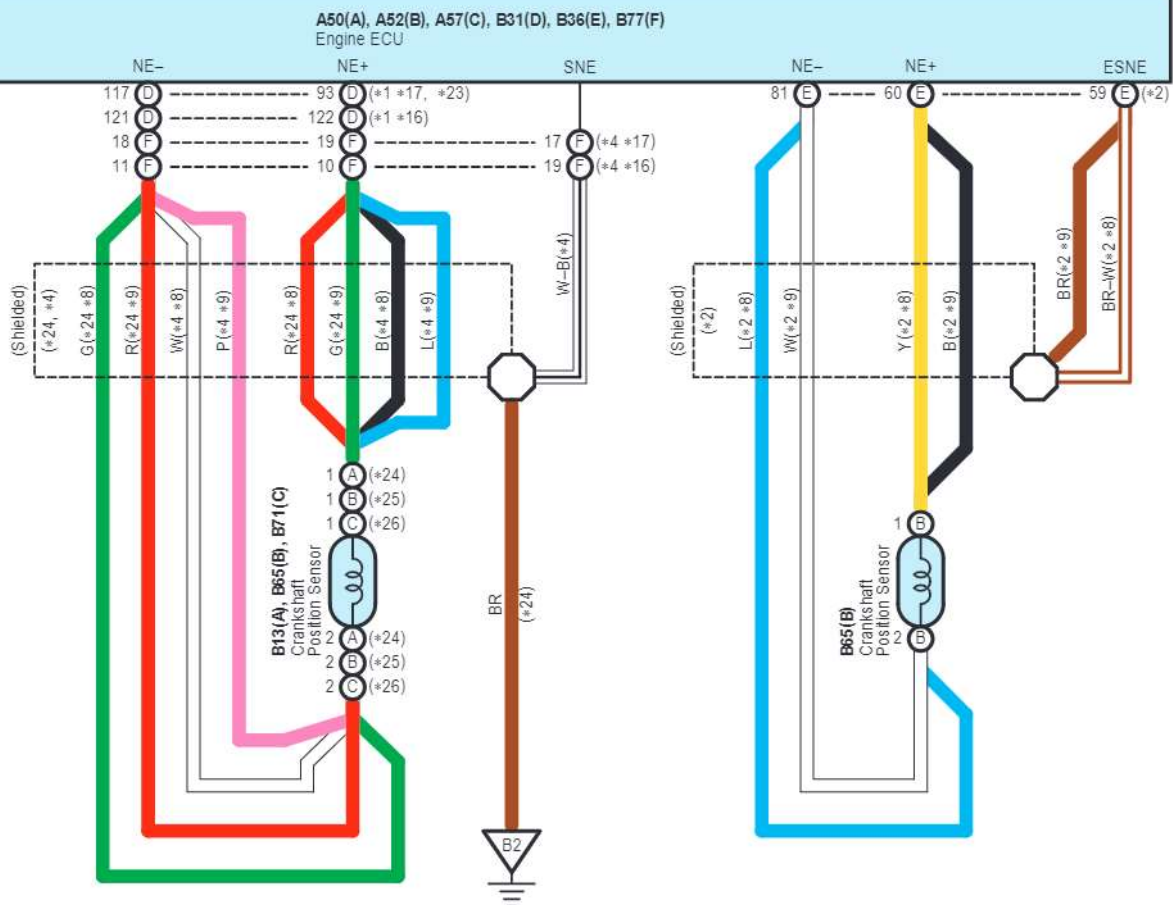 A50(A), A52(B), A57(C), B31(D), B36(E), B77(F)
Engine ECU
NE– NE+ SNE NE– NE+ ESNE
117 D 93 D (*1 *17, *23) 81 E 60 E 59 E (*2)
121 D 122 D (*1 *16)
18 F 19 F 17 F (*4 *17)
11 F 10 F 19 F (*4 *16)
(Shielded)
(*24, *4)
G(*24 *8)
R(*24 *9)
W(*4 *8)
P(*4 *9)
R(*24 *8)
G(*24 *9)
B(*4 *8)
L(*4 *9)
W–B(*4)
(Shielded)
(*2)
L(*2 *8)
W(*2 *9)
Y(*2 *8)
B(*2 *9)
BR(*2 *9)
BR–W(*2 *8)
1 A (*24)
1 B (*25)
1 C (*26)
B13(A), B65(B), B71(C)
Crankshaft
Position Sensor
2 A (*24)
2 B (*25)
2 C (*26)
BR
(*24)
B2
1 B
B65(B)
Crankshaft
Position Sensor
2 B